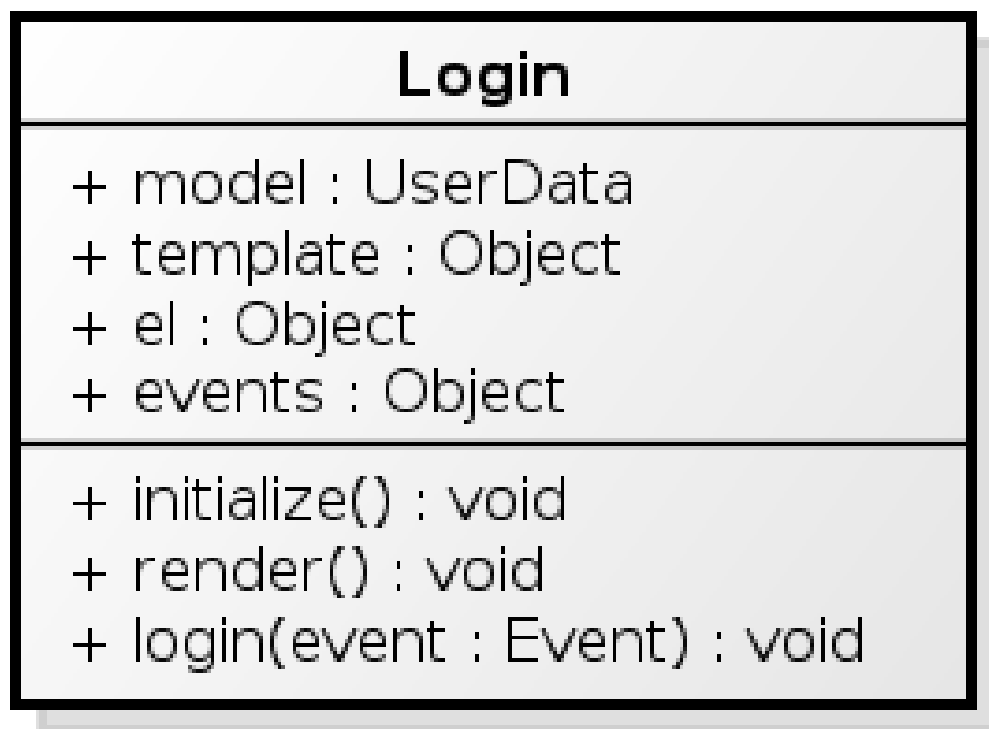 Login
+ model : UserData
+ template : Object
+ el : Object
+ events : Object
+ initialize() : void
+ render() : void
+ login(event : Event) : void